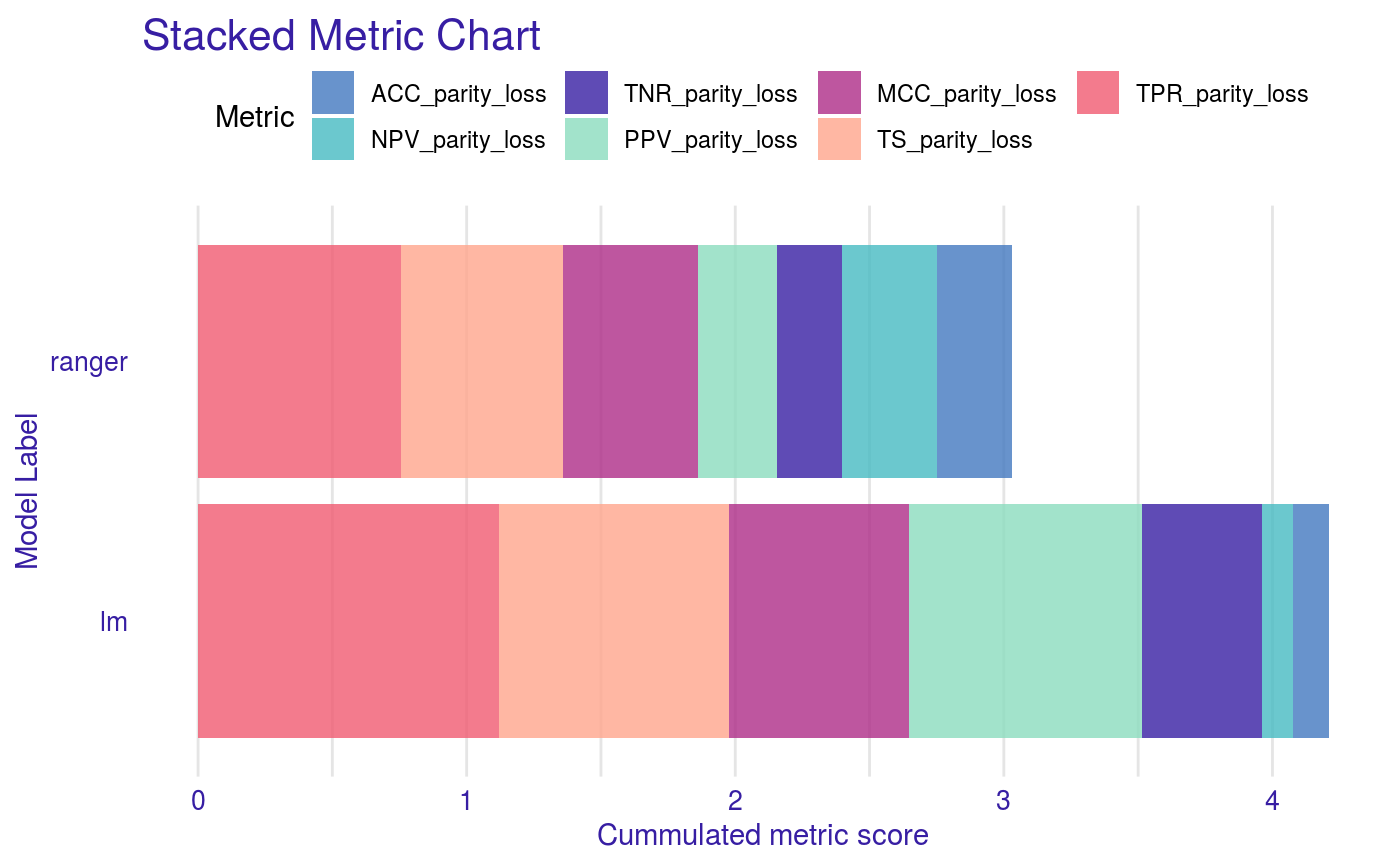 Stacked Metric Chart
Metric
ACC_parity_loss
TNR_parity_loss
MCC_parity_loss
TPR_parity_loss
NPV_parity_loss
PPV_parity_loss
TS_parity_loss
Model Label
ranger
lm
0 1 2 3 4
Cummulated metric score